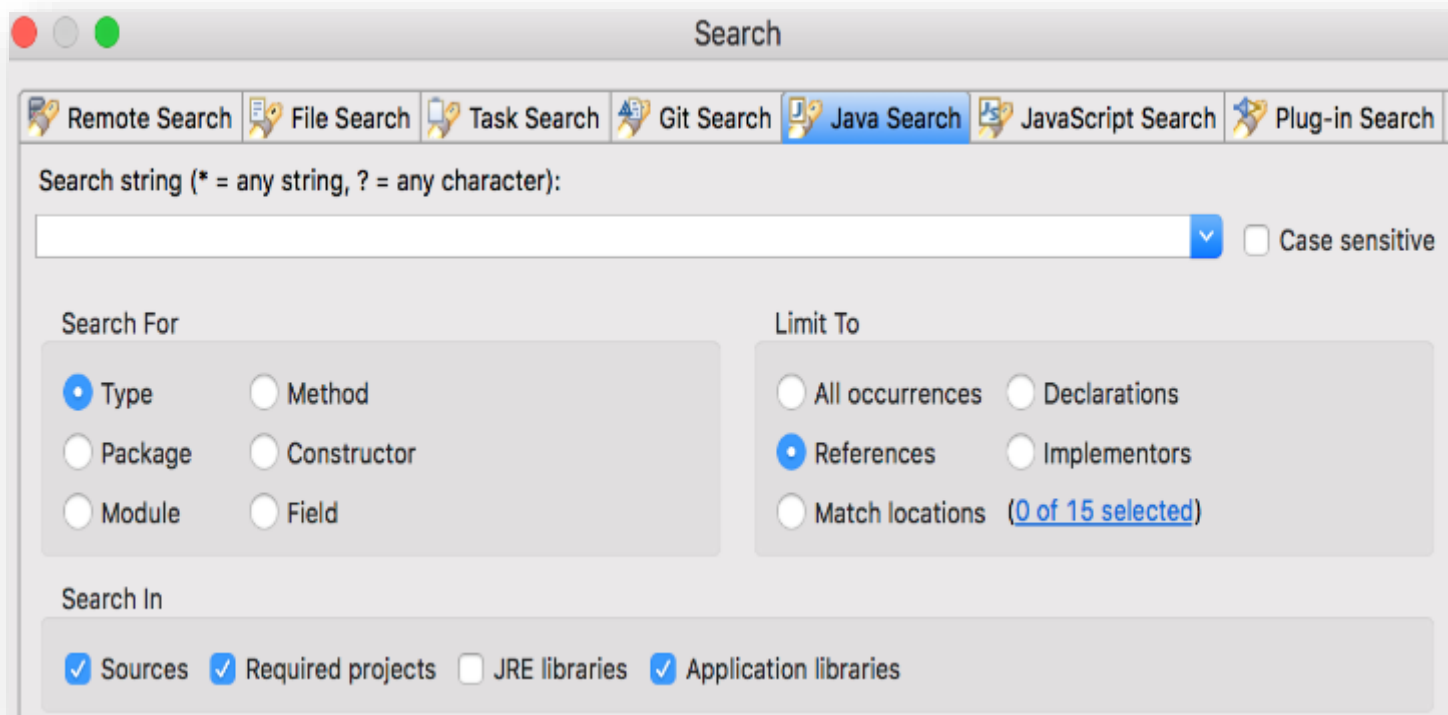 Search
Remote Search File Search Task Search Git Search Java Search JavaScript Search Plug-in Search
Search string (* = any string, ? = any character):
Case sensitive
Search For
Type Method
Package Constructor
Module Field
Limit To
All occurrences Declarations
References Implementors
Match locations (0 of 15 selected)
Search In
Sources Required projects JRE libraries Application libraries